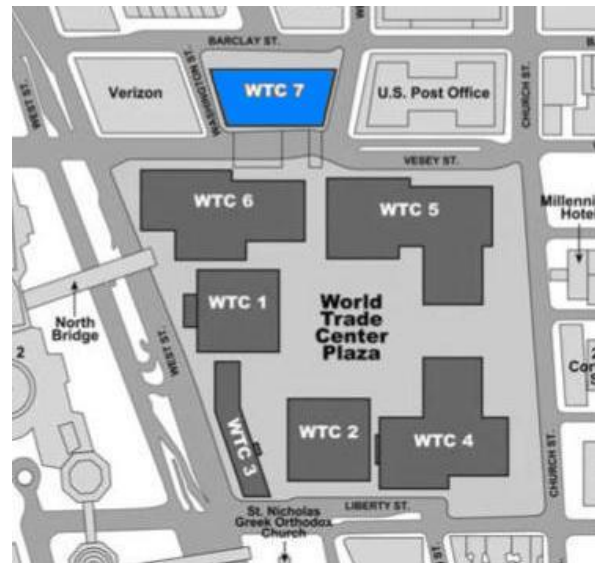 BARCLAY ST.
WEST ST.
WASHINGTON ST.
CHURCH ST.
Verizon
WTC 7
U.S. Post Office
VESEY ST.
WTC 6
WTC 5
Hotel
WTC 1
World
Trade
Center
Plaza
North
Bridge
2
WEST ST.
WTC 3
WTC 2
WTC 4
CHURCH ST.
LIBERTY ST.
St. Nicholas
Greek Orthodox
Church